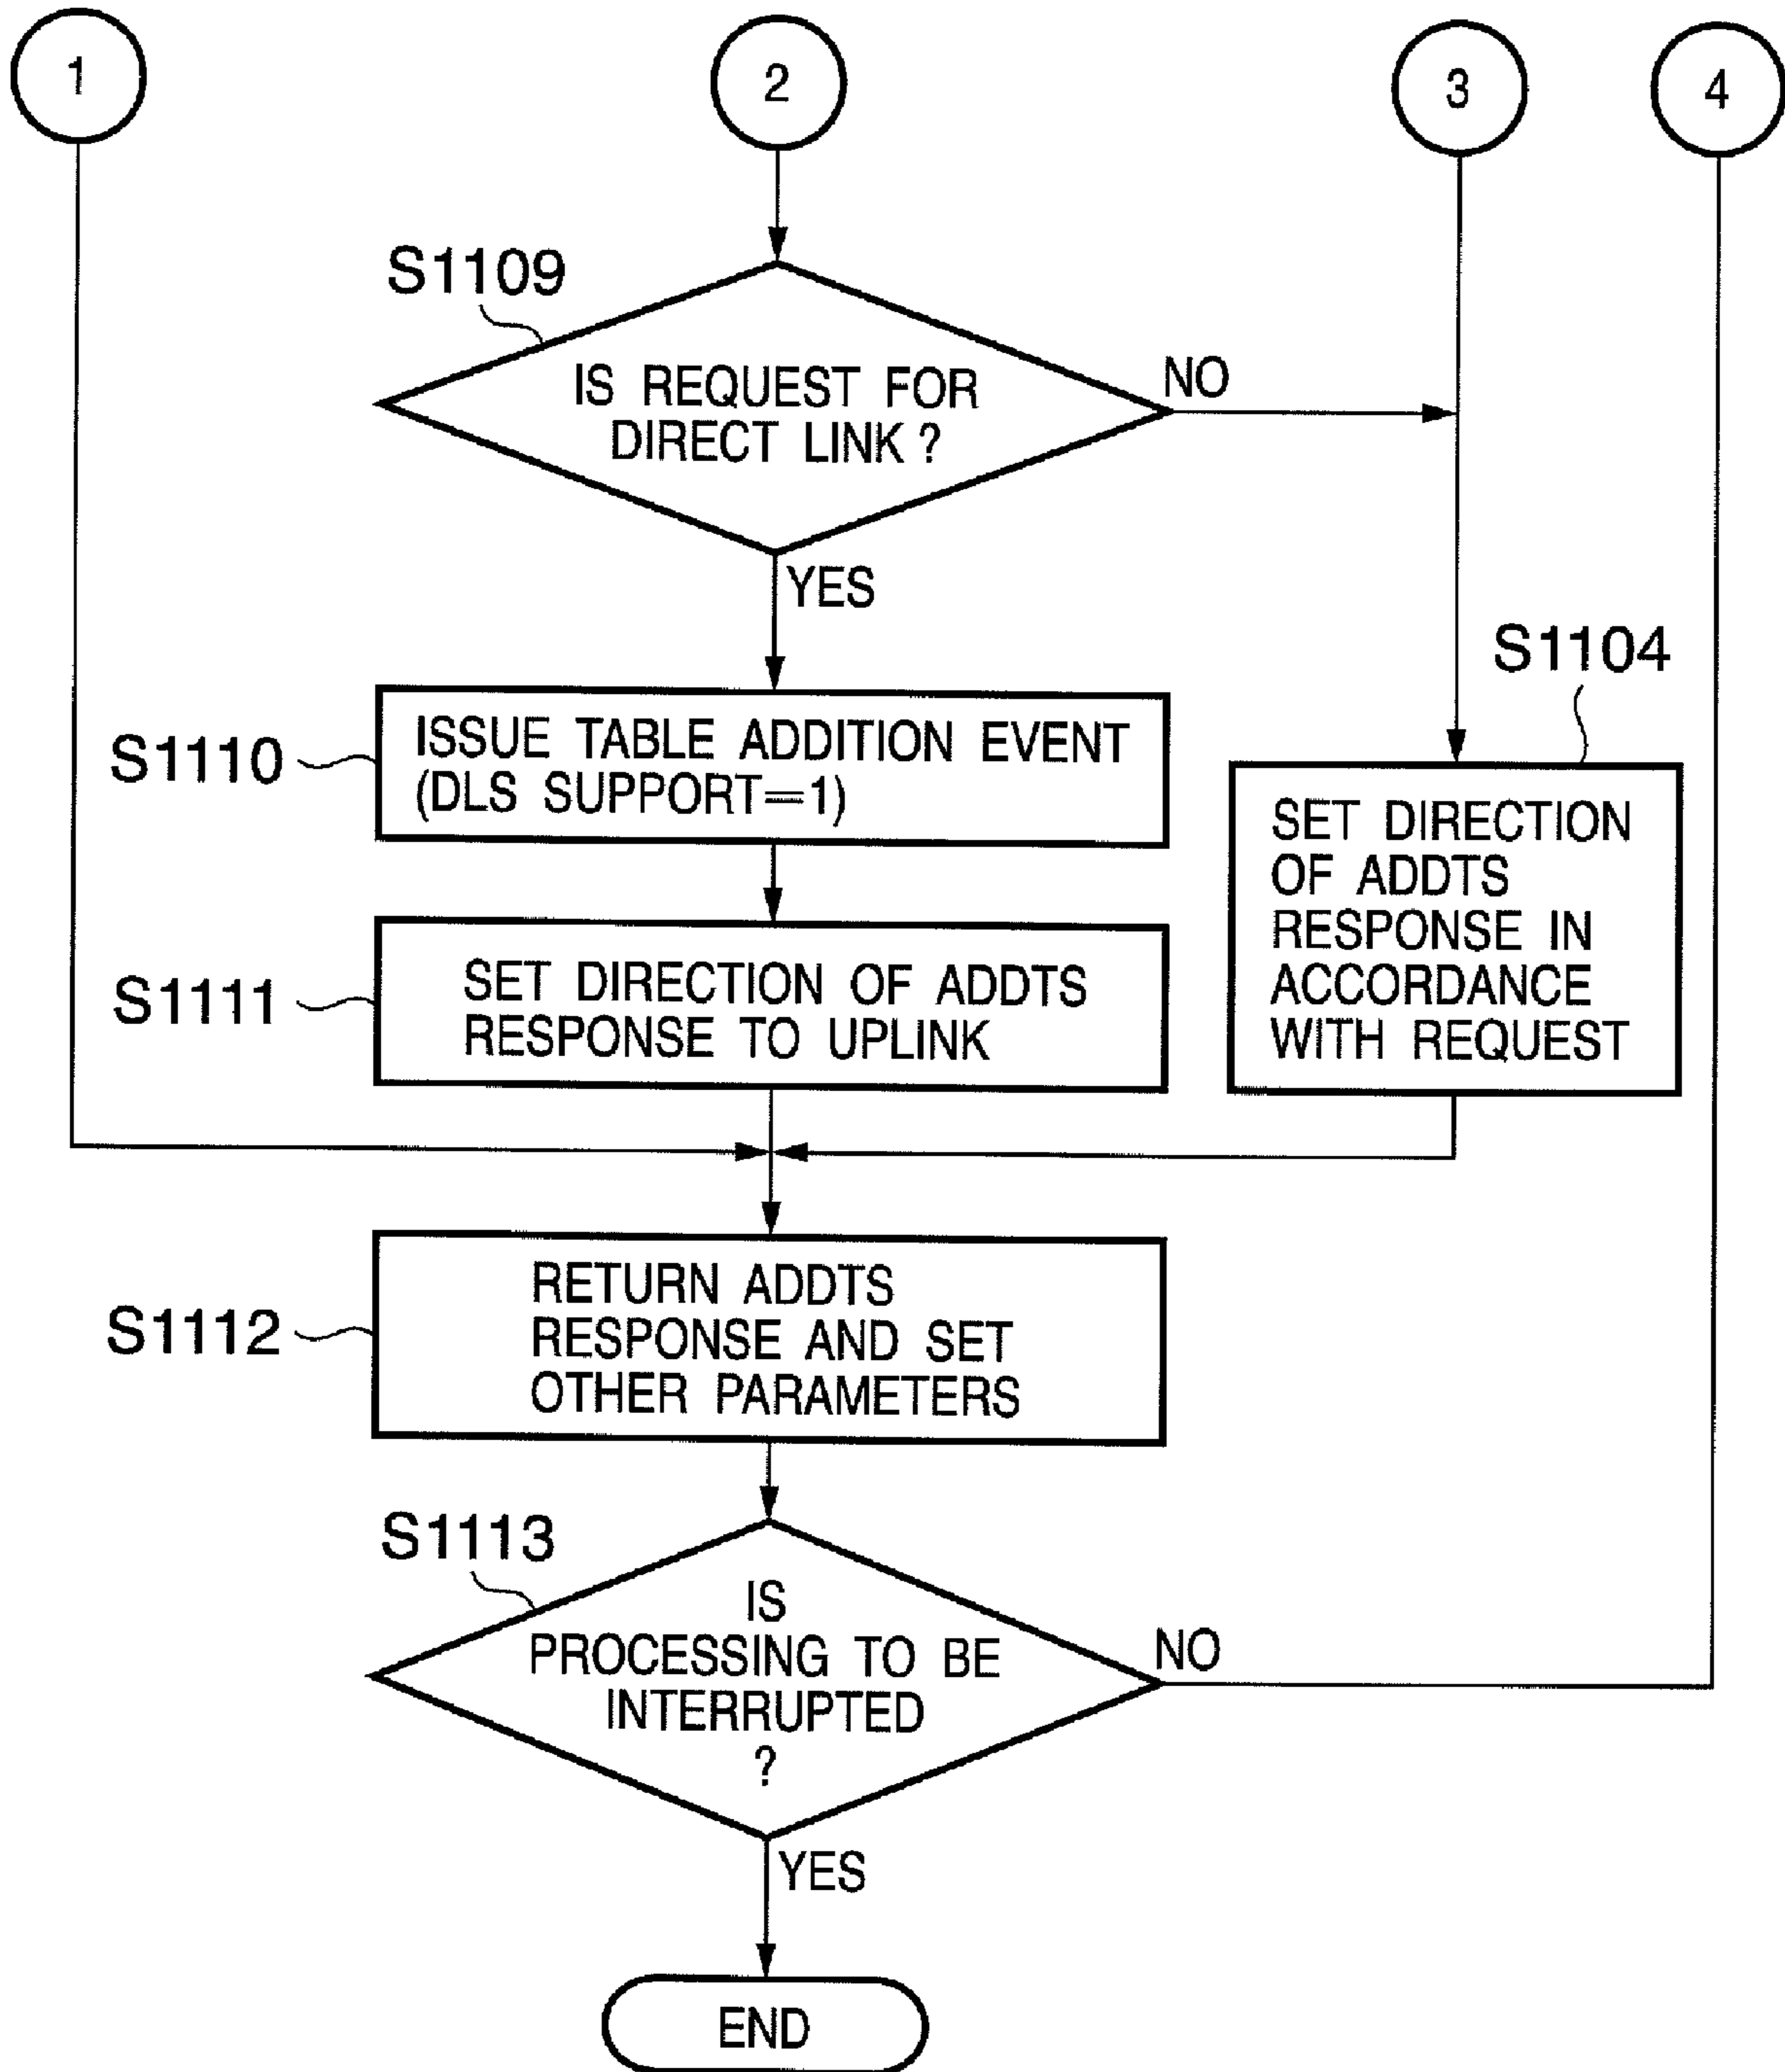 1
2
3
4
S1109
IS REQUEST FOR
DIRECT LINK ?
NO
YES
S1104
S1110
ISSUE TABLE ADDITION EVENT
(DLS SUPPORT=1)
SET DIRECTION
OF ADDTS
RESPONSE IN
ACCORDANCE
WITH REQUEST
S1111
SET DIRECTION OF ADDTS
RESPONSE TO UPLINK
S1112
RETURN ADDTS
RESPONSE AND SET
OTHER PARAMETERS
S1113
IS
PROCESSING TO BE
INTERRUPTED
?
NO
YES
END